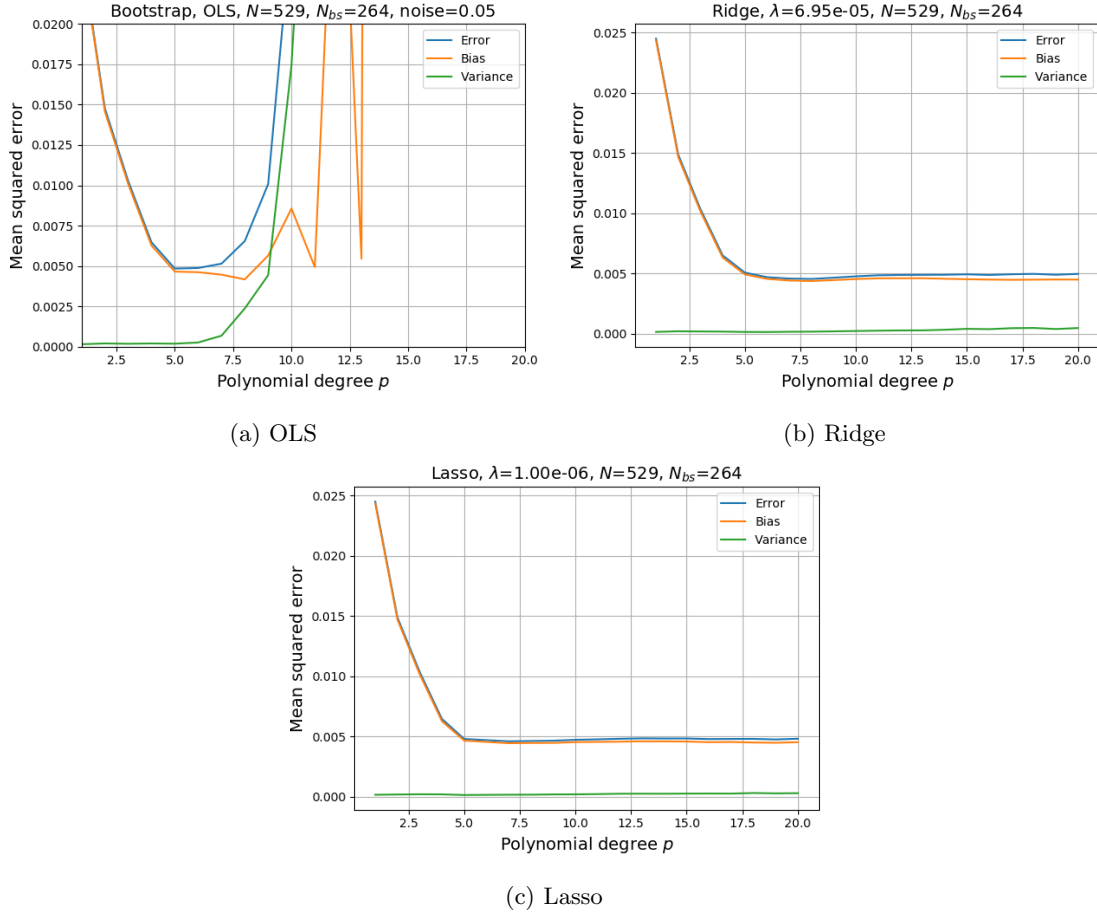 Bootstrap, OLS, N=529, N_bs=264, noise=0.05
0.0200
0.0175
0.0150
0.0125
0.0100
0.0075
0.0050
0.0025
0.0000
Mean squared error
Error
Bias
Variance
2.5 5.0 7.5 10.0 12.5 15.0 17.5 20.0
Polynomial degree p
(a) OLS
Ridge, λ=6.95e-05, N=529, N_bs=264
0.025
0.020
0.015
0.010
0.005
0.000
Mean squared error
Error
Bias
Variance
2.5 5.0 7.5 10.0 12.5 15.0 17.5 20.0
Polynomial degree p
(b) Ridge
Lasso, λ=1.00e-06, N=529, N_bs=264
0.025
0.020
0.015
0.010
0.005
0.000
Mean squared error
Error
Bias
Variance
2.5 5.0 7.5 10.0 12.5 15.0 17.5 20.0
Polynomial degree p
(c) Lasso